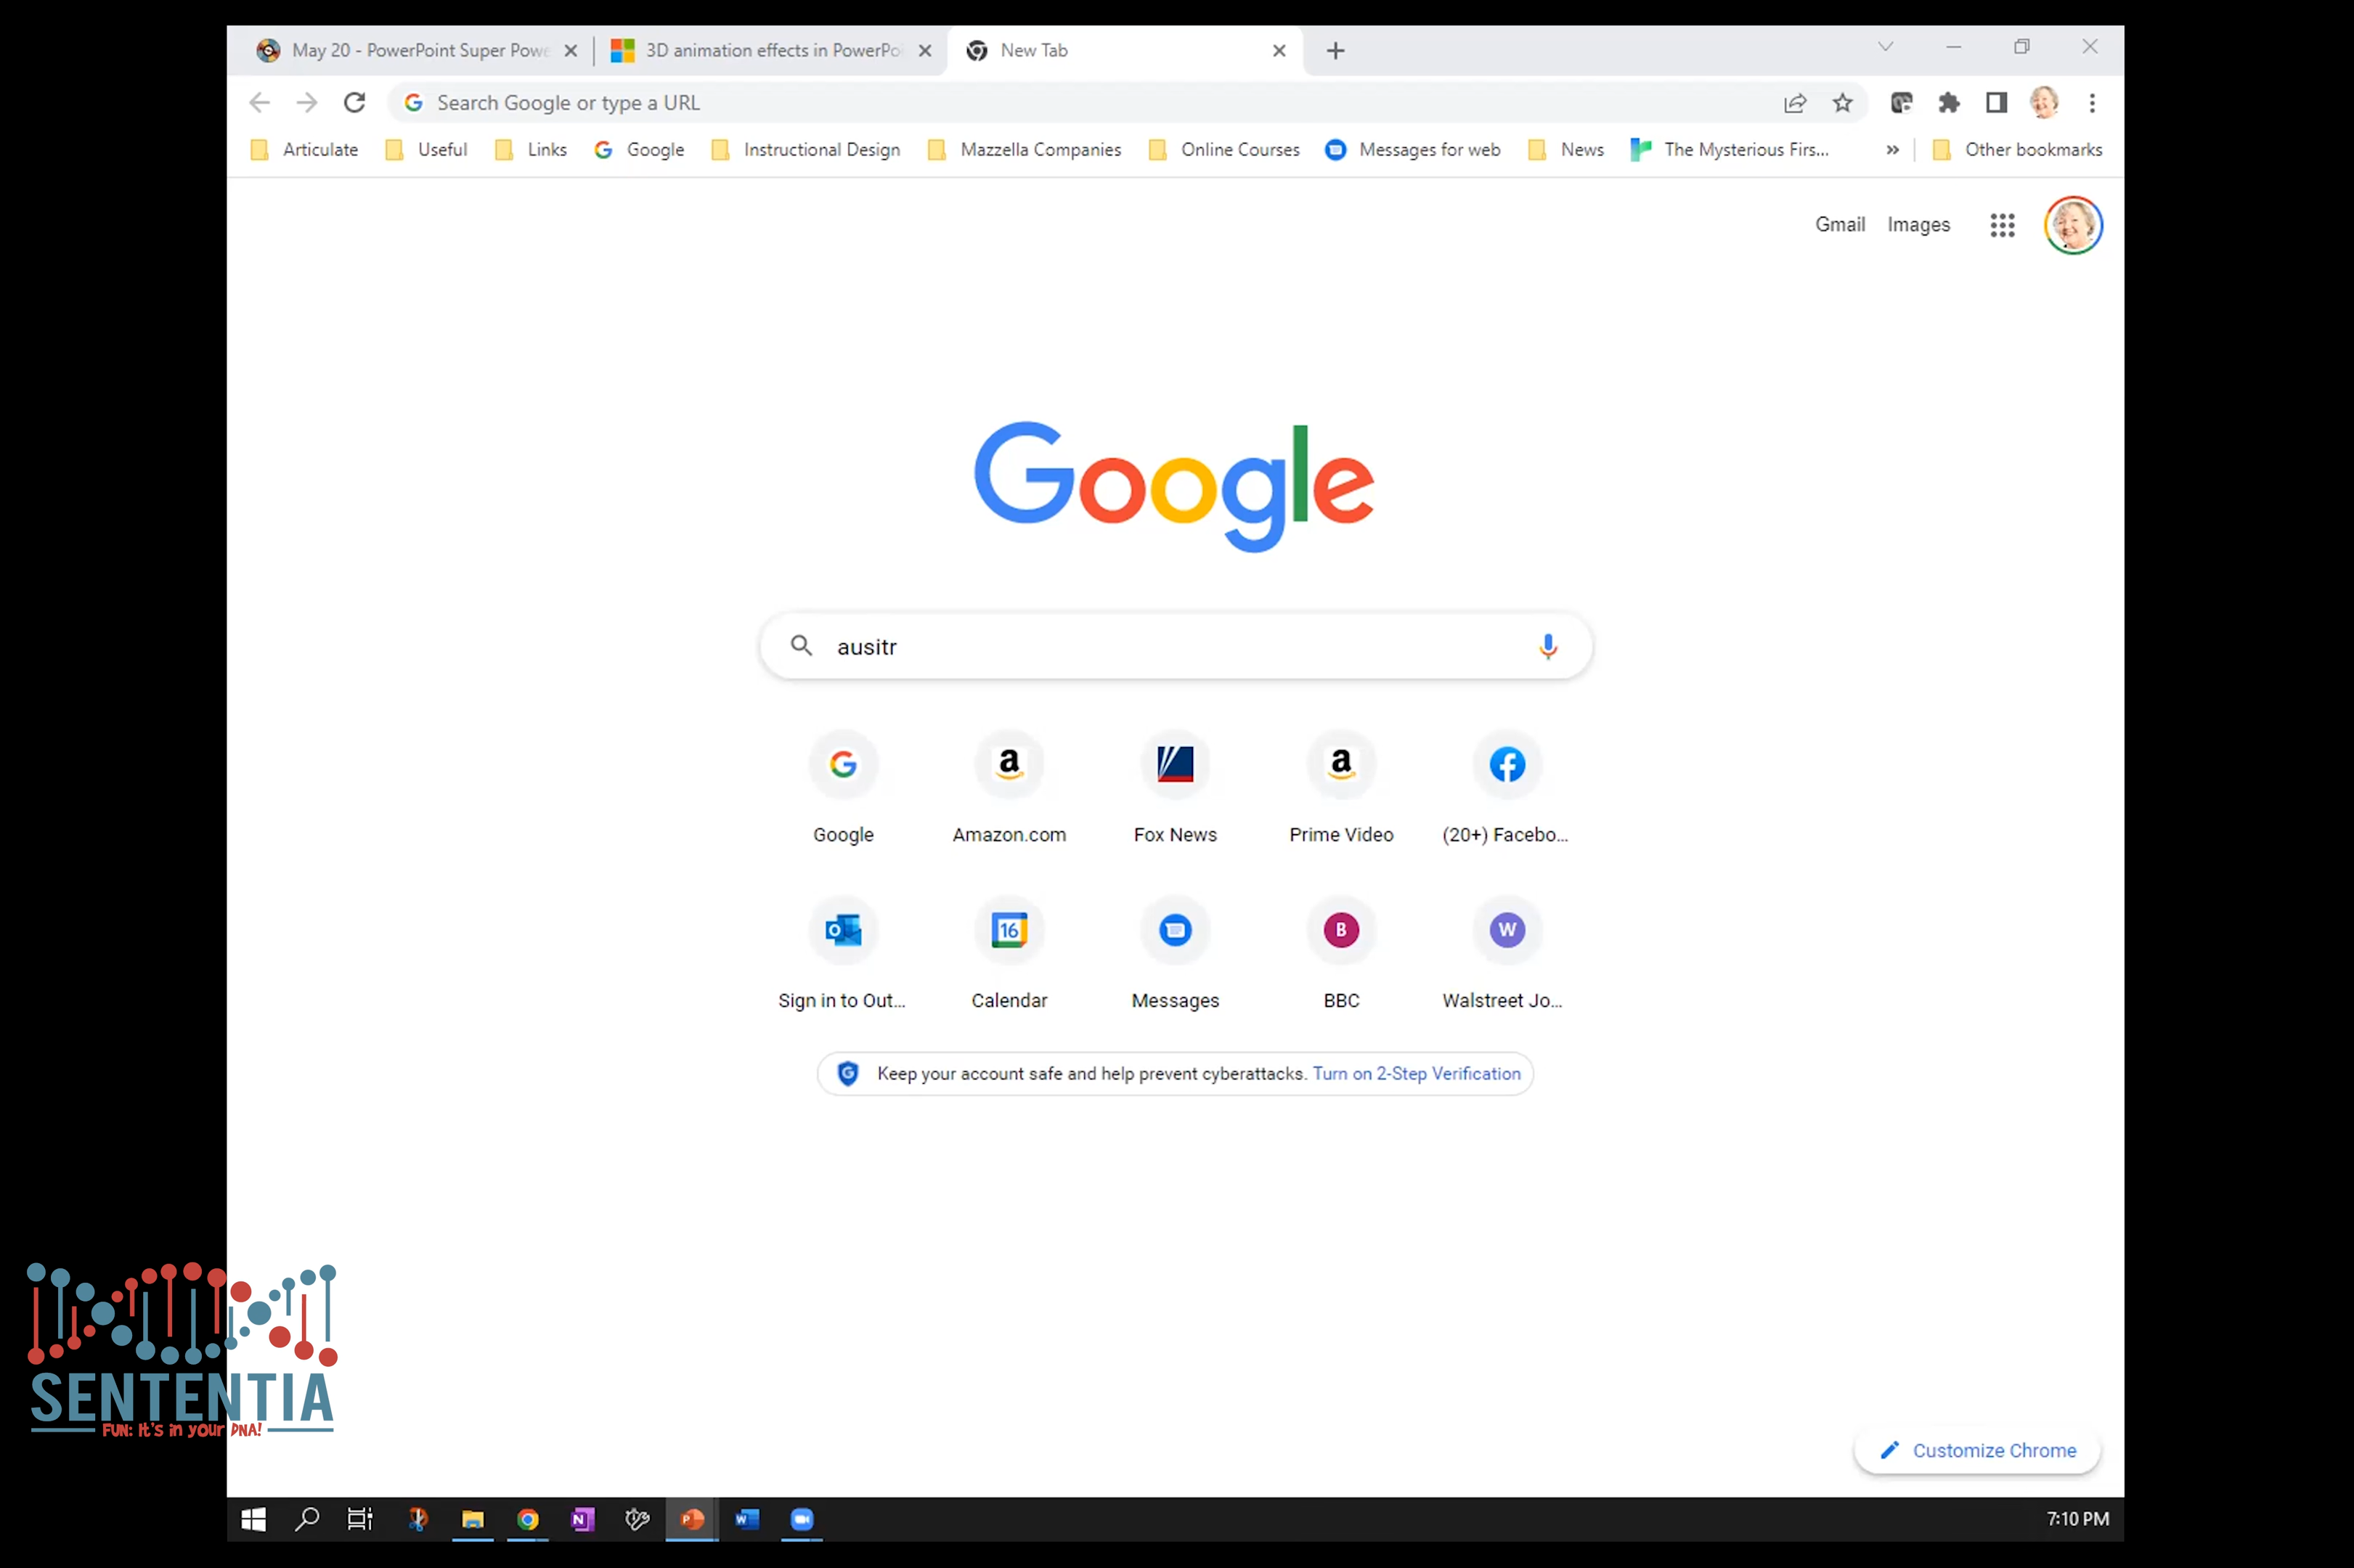 May 20 - PowerPoint Super Powe
3D animation effects in PowerPoi
New Tab
Search Google or type a URL
Articulate
Useful
Links
Google
Instructional Design
Mazzella Companies
Online Courses
Messages for web
News
The Mysterious Firs...
»
Other bookmarks
Gmail
Images
Google
ausitr
Google
Amazon.com
Fox News
Prime Video
(20+) Facebo...
Sign in to Out...
Calendar
Messages
BBC
Walstreet Jo...
Keep your account safe and help prevent cyberattacks. Turn on 2-Step Verification
SENTENTIA
FUN: It's in your DNA!
Customize Chrome
7:10 PM